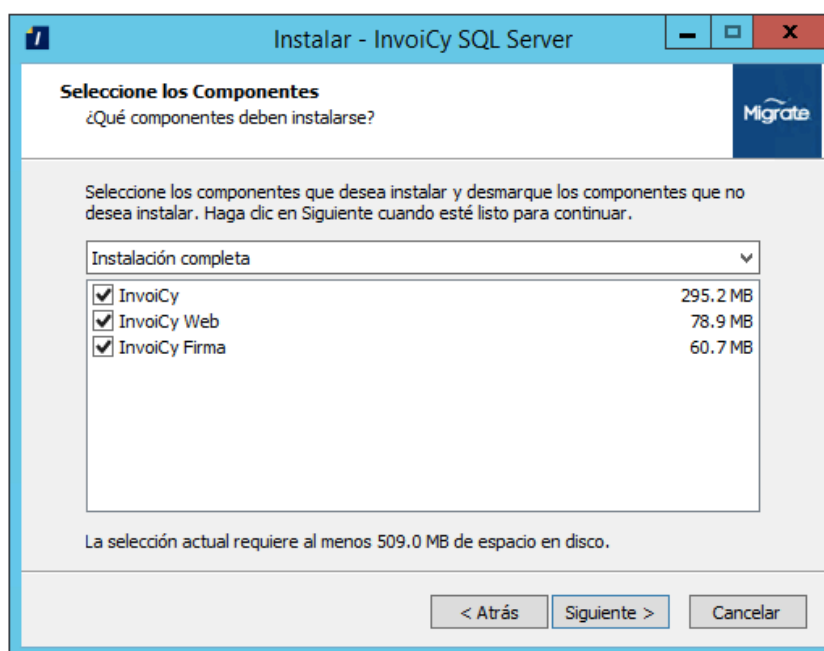 Instalar - InvoiCy SQL Server
Seleccione los Componentes
¿Qué componentes deben instalarse?
Migrate
Seleccione los componentes que desea instalar y desmarque los componentes que no
desea instalar. Haga clic en Siguiente cuando esté listo para continuar.
Instalación completa
InvoiCy 295.2 MB
InvoiCy Web 78.9 MB
InvoiCy Firma 60.7 MB
La selección actual requiere al menos 509.0 MB de espacio en disco.
< Atrás Siguiente > Cancelar